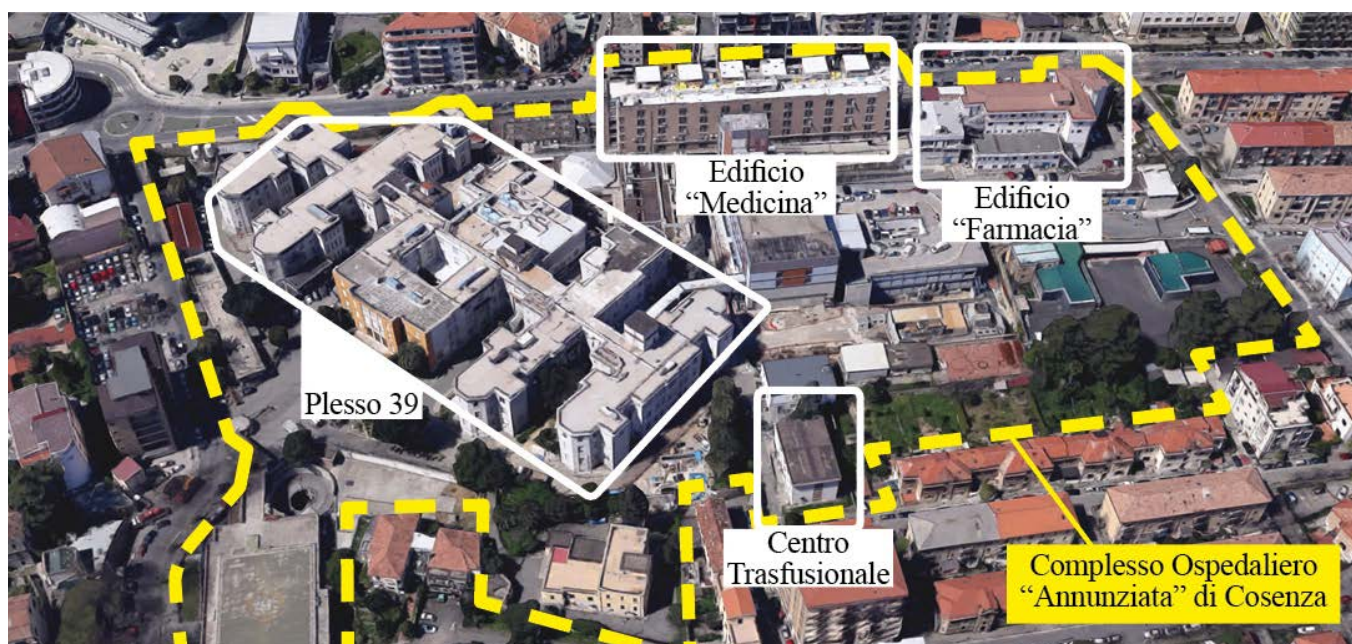 Edificio
“Medicina”
Edificio
“Farmacia”
Plesso 39
Centro
Trasfusionale
Complesso Ospedaliero
“Annunziata” di Cosenza